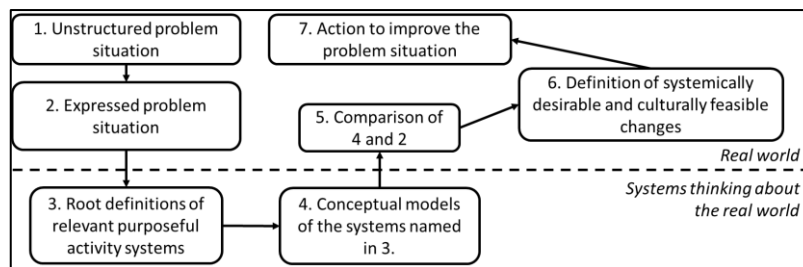 1. Unstructured problem
situation
7. Action to improve the
problem situation
2. Expressed problem
situation
6. Definition of systemically
desirable and culturally feasible
changes
5. Comparison of
4 and 2
Real world
3. Root definitions of
relevant purposeful
activity systems
4. Conceptual models
of the systems named
in 3.
Systems thinking about
the real world